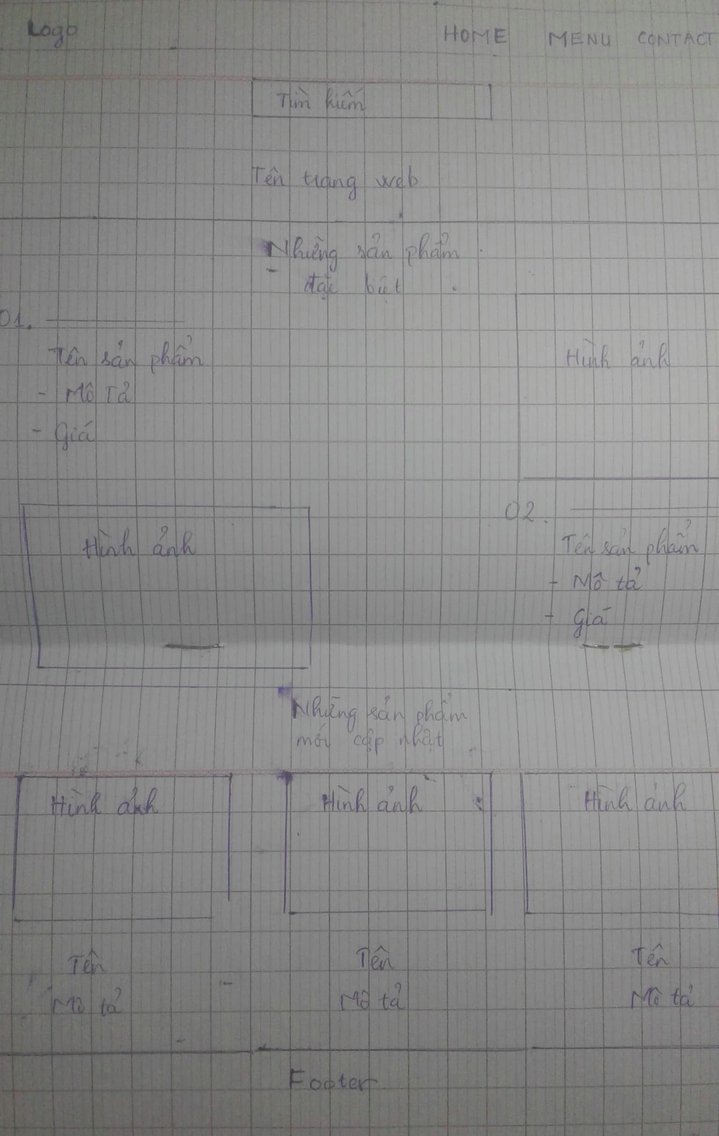 Logo HOME MENU CONTACT
Tìm kiếm
Tên trang web
Những sản phẩm
đặc biệt
01.
Tên sản phẩm
- Mô Tả
- Giá
Hình ảnh
Hình ảnh
02.
Tên sản phẩm
- Mô tả
- Giá
Những sản phẩm
mới cập nhật
Hình ảnh Hình ảnh Hình ảnh
Tên Tên Tên
Mô tả Mô tả Mô tả
Footer